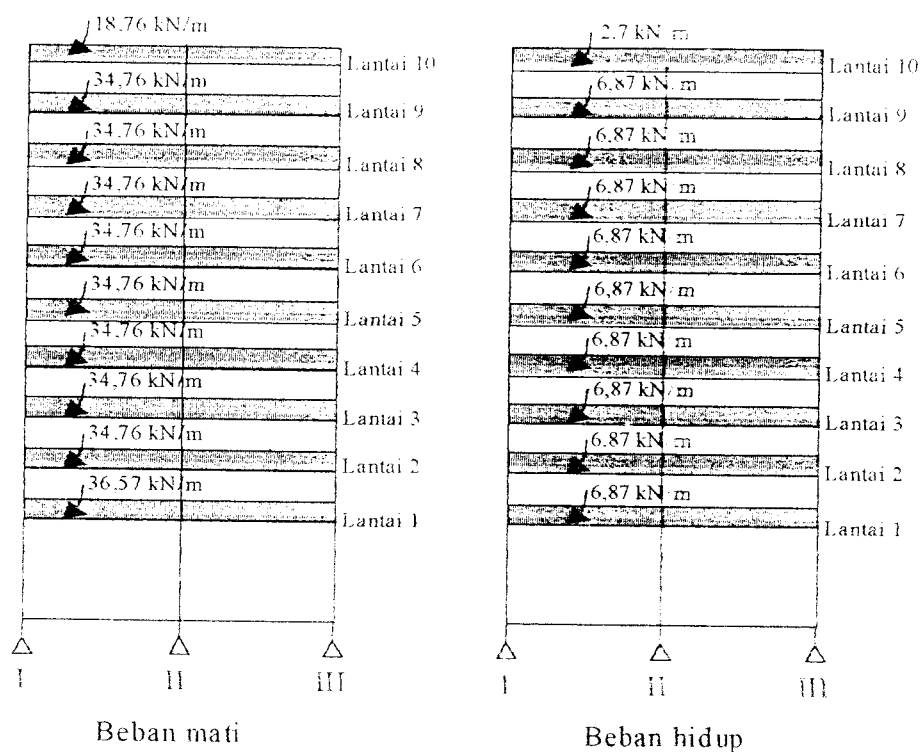 18.76 kN/m
Lantai 10
34,76 kN/m
Lantai 9
34.76 kN/m
Lantai 8
34.76 kN/m
Lantai 7
34.76 kN/m
Lantai 6
34,76 kN/m
Lantai 5
34.76 kN/m
Lantai 4
34,76 kN/m
Lantai 3
34.76 kN/m
Lantai 2
36.57 kN/m
Lantai 1
I II III
Beban mati
2.7 kN m
Lantai 10
6,87 kN m
Lantai 9
6,87 kN m
Lantai 8
6,87 kN m
Lantai 7
6,87 kN m
Lantai 6
6,87 kN m
Lantai 5
6,87 kN m
Lantai 4
6,87 kN m
Lantai 3
6.87 kN m
Lantai 2
6,87 kN m
Lantai 1
I II III
Beban hidup